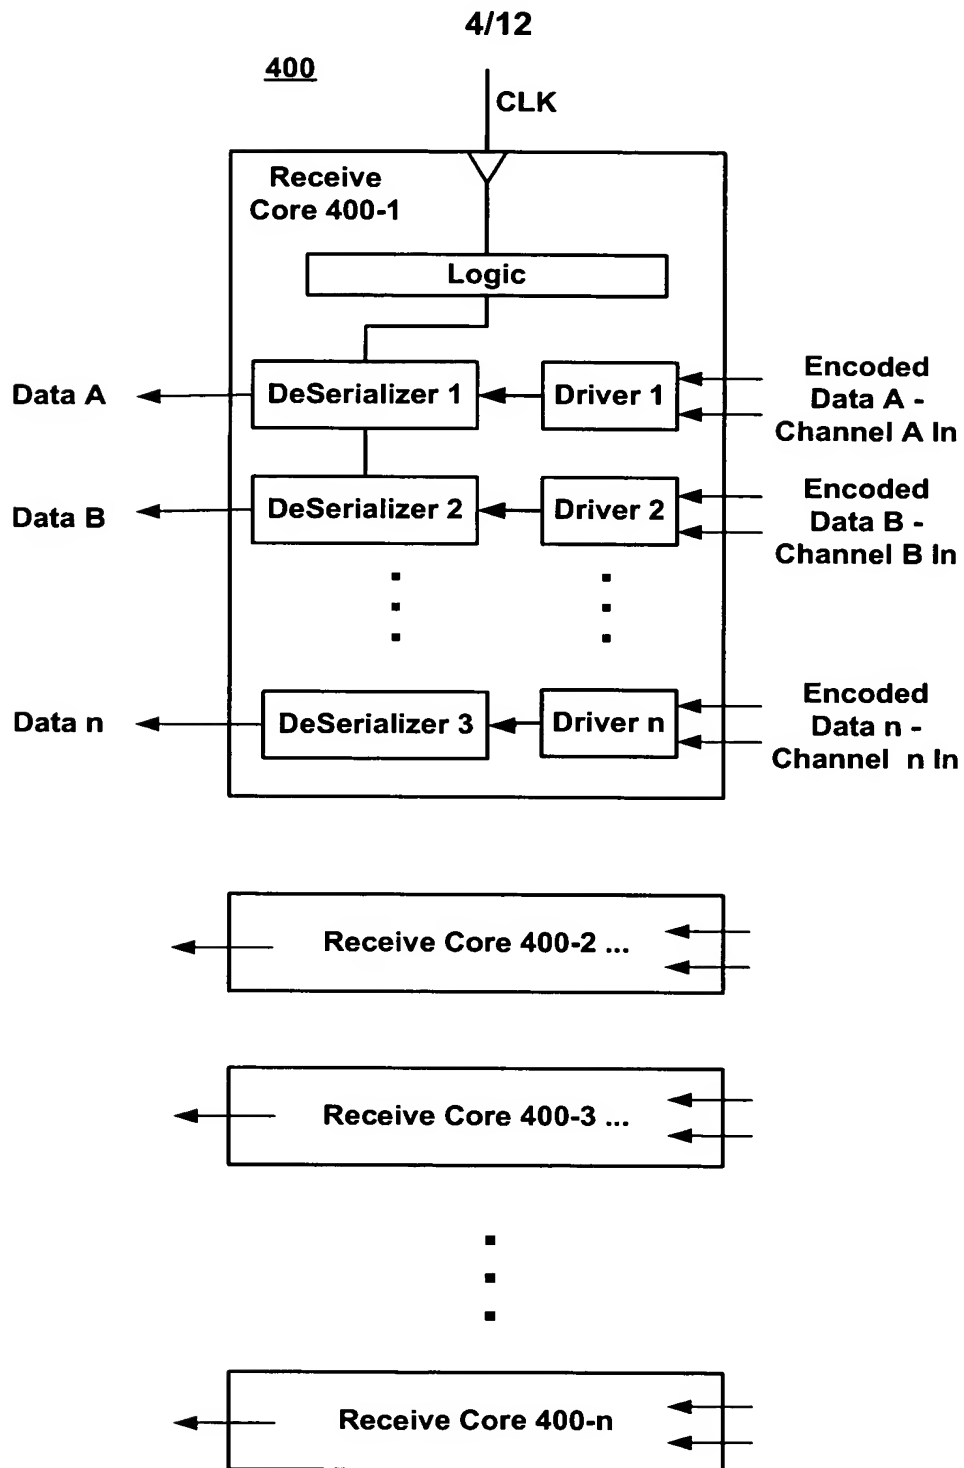 4/12
400
CLK
Receive
Core 400-1
Logic
Data A
DeSerializer 1
Driver 1
Encoded
Data A -
Channel A In
Data B
DeSerializer 2
Driver 2
Encoded
Data B -
Channel B In
Data n
DeSerializer 3
Driver n
Encoded
Data n -
Channel n In
Receive Core 400-2 ...
Receive Core 400-3 ...
Receive Core 400-n